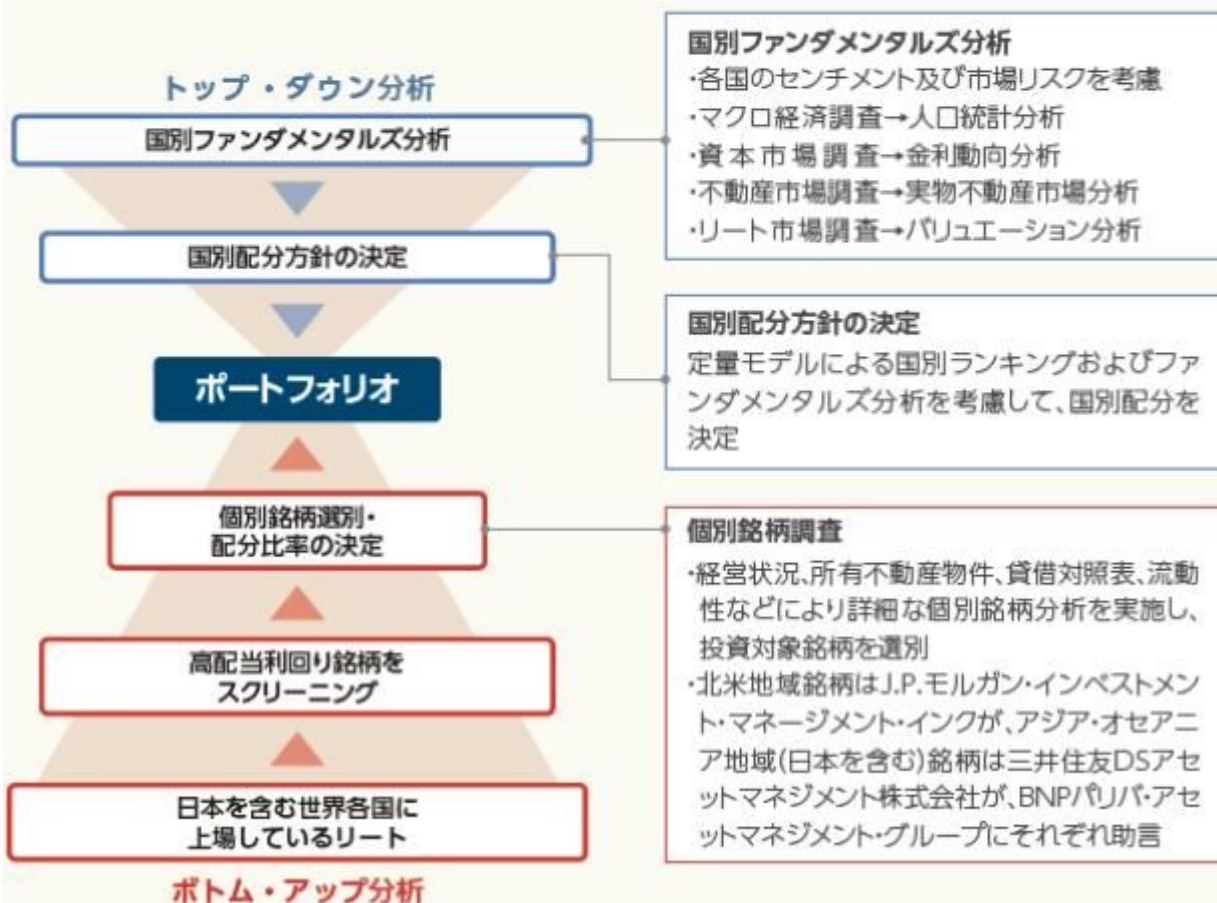 トップ・ダウン分析
国別ファンダメンタルズ分析
国別配分方針の決定
ポートフォリオ
個別銘柄選別・
配分比率の決定
高配当利回り銘柄を
スクリーニング
日本を含む世界各国に
上場しているリート
ボトム・アップ分析
国別ファンダメンタルズ分析
・各国のセンチメント及び市場リスクを考慮
・マクロ経済調査→人口統計分析
・資本市場調査→金利動向分析
・不動産市場調査→実物不動産市場分析
・リート市場調査→バリュエーション分析
国別配分方針の決定
定量モデルによる国別ランキングおよびファ
ンダメンタルズ分析を考慮して、国別配分を
決定
個別銘柄調査
・経営状況、所有不動産物件、貸借対照表、流動
性などにより詳細な個別銘柄分析を実施し、
投資対象銘柄を選別
・北米地域銘柄はJ.P.モルガン・インベストメン
ト・マネージメント・インクが、アジア・オセアニ
ア地域(日本を含む)銘柄は三井住友DSアセ
ットマネジメント株式会社が、BNPパリバ・アセ
ットマネジメント・グループにそれぞれ助言